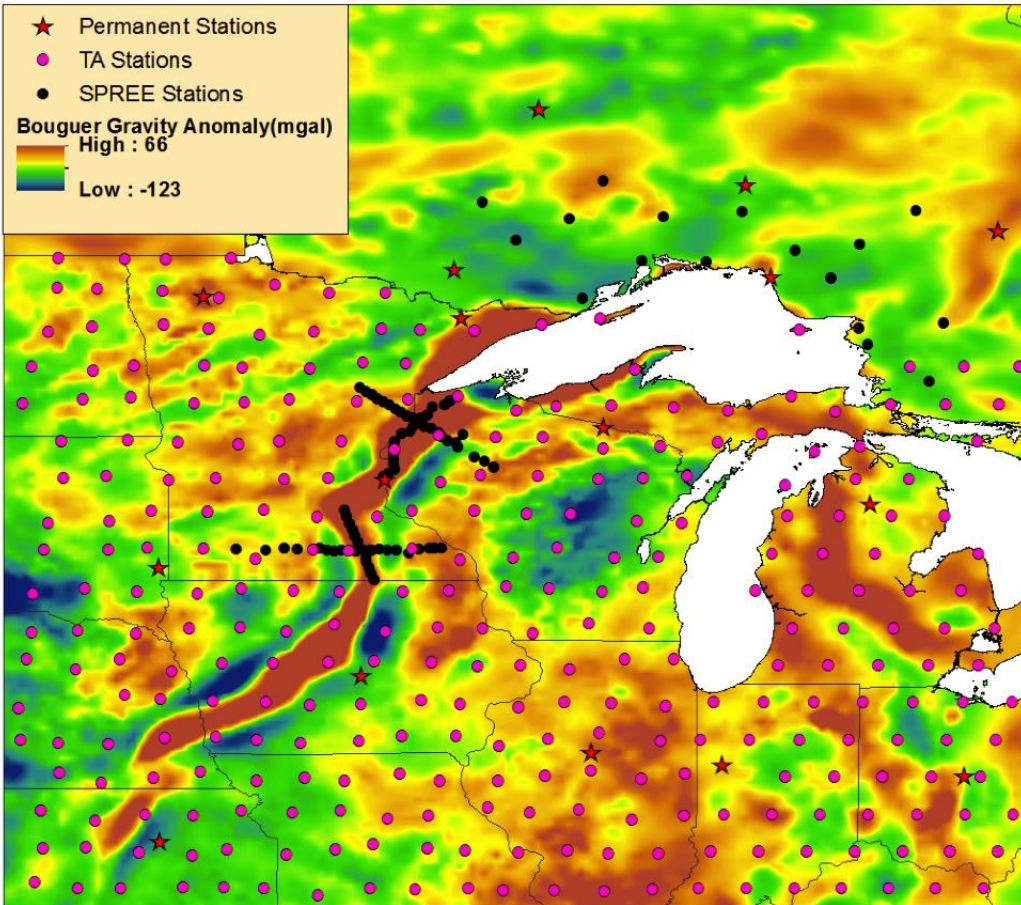 Permanent Stations
TA Stations
SPREE Stations
Bouguer Gravity Anomaly(mgal)
High : 66
Low : -123